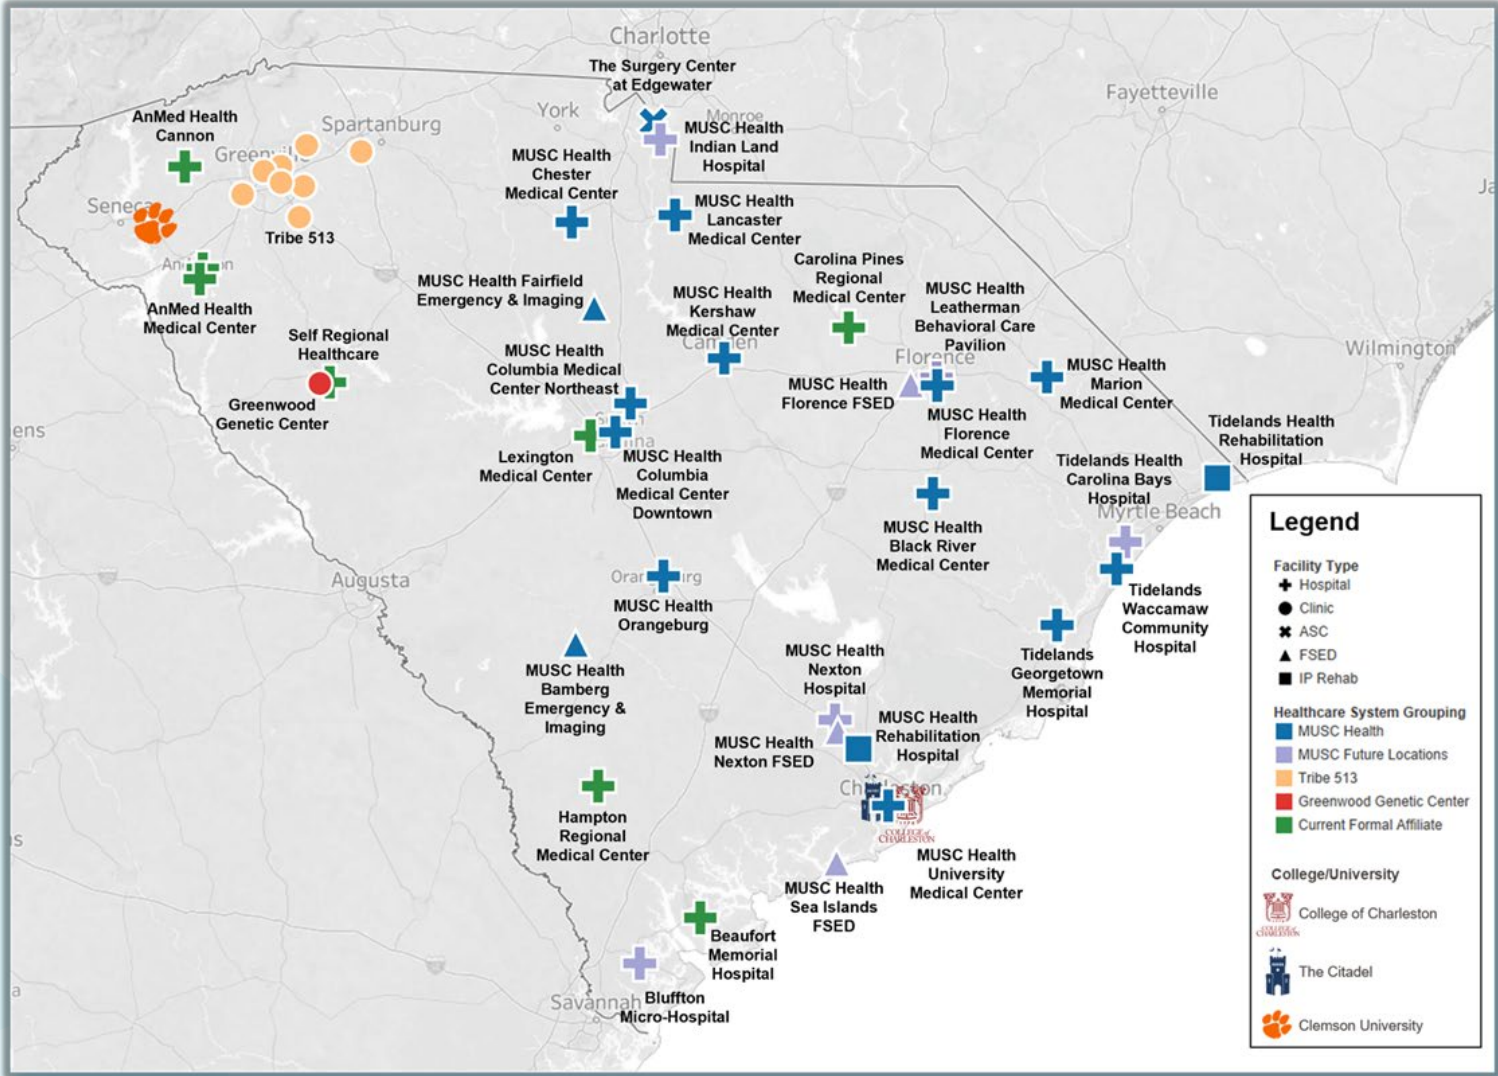 Charlotte
The Surgery Center
at Edgewater
Fayetteville
York
Monroe
AnMed Health
Cannon
Spartanburg
MUSC Health
Indian Land
Hospital
MUSC Health
Chester
Medical Center
Seneca
MUSC Health
Lancaster
Medical Center
Tribe 513
Carolina Pines
Regional
Medical Center
MUSC Health Fairfield
Emergency & Imaging
MUSC Health
Kershaw
Medical Center
MUSC Health
Leatherman
Behavioral Care
Pavilion
AnMed Health
Medical Center
Self Regional
Healthcare
Camden
Florence
Wilmington
MUSC Health
Columbia Medical
Center Northeast
MUSC Health
Florence FSED
MUSC Health
Marion
Medical Center
Greenwood
Genetic Center
MUSC Health
Florence
Medical Center
Tidelands Health
Rehabilitation
Hospital
ens
Lexington
Medical Center
MUSC Health
Columbia
Medical Center
Downtown
Tidelands Health
Carolina Bays
Hospital
Myrtle Beach
MUSC Health
Black River
Medical Center
Augusta
MUSC Health
Orangeburg
Tidelands
Waccamaw
Community
Hospital
MUSC Health
Bamberg
Emergency &
Imaging
MUSC Health
Nexton
Hospital
Tidelands
Georgetown
Memorial
Hospital
MUSC Health
Nexton FSED
MUSC Health
Rehabilitation
Hospital
Hampton
Regional
Medical Center
COLLEGE of
CHARLESTON
MUSC Health
University
Medical Center
MUSC Health
Sea Islands
FSED
Beaufort
Memorial
Hospital
Savannah
Bluffton
Micro-Hospital
Legend
Facility Type
Hospital
Clinic
ASC
FSED
IP Rehab
Healthcare System Grouping
MUSC Health
MUSC Future Locations
Tribe 513
Greenwood Genetic Center
Current Formal Affiliate
College/University
COLLEGE of
CHARLESTON
College of Charleston
The Citadel
Clemson University